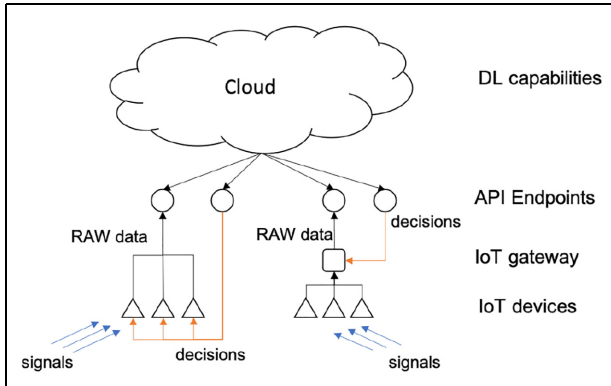 Cloud
DL capabilities
API Endpoints
decisions
RAW data
RAW data
IoT gateway
IoT devices
signals
decisions
signals